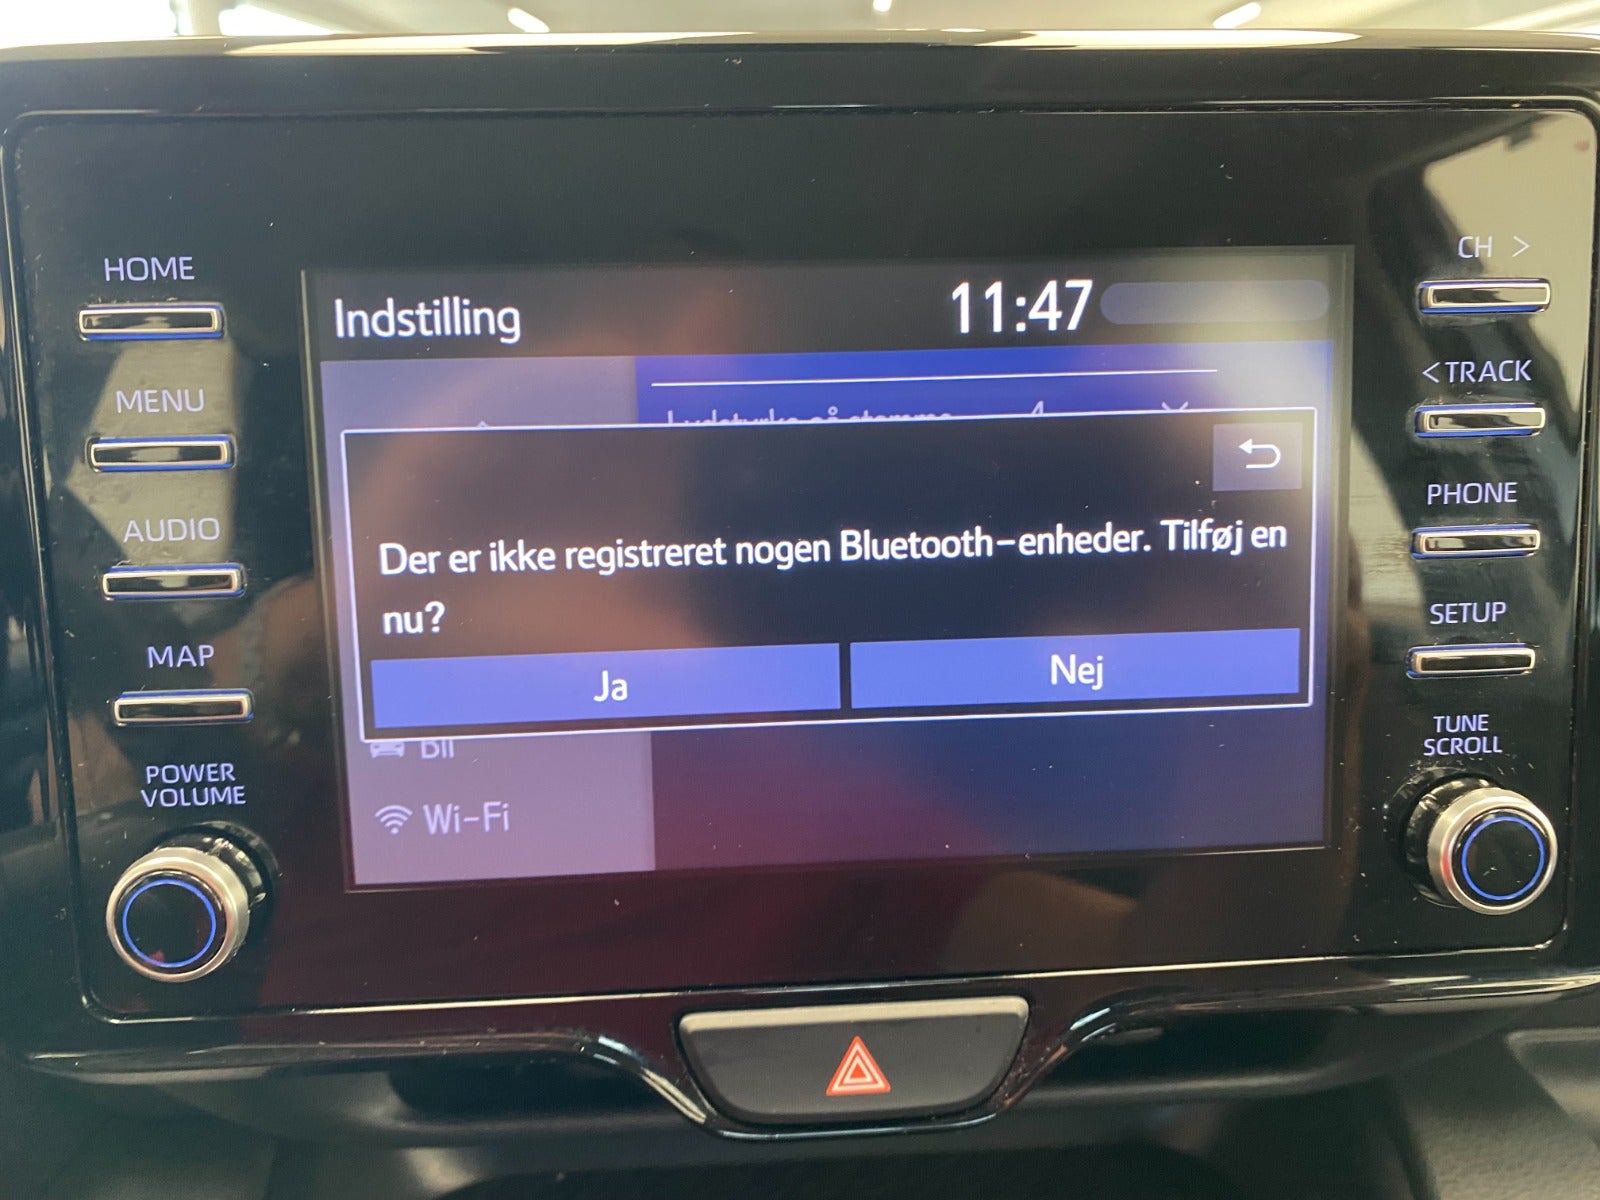 HOME
MENU
AUDIO
MAP
POWER
VOLUME
Indstilling
11:47
Der er ikke registreret nogen Bluetooth-enheder. Tilføj en
nu?
Ja
Nej
Wi-Fi
CH >
< TRACK
PHONE
SETUP
TUNE
SCROLL